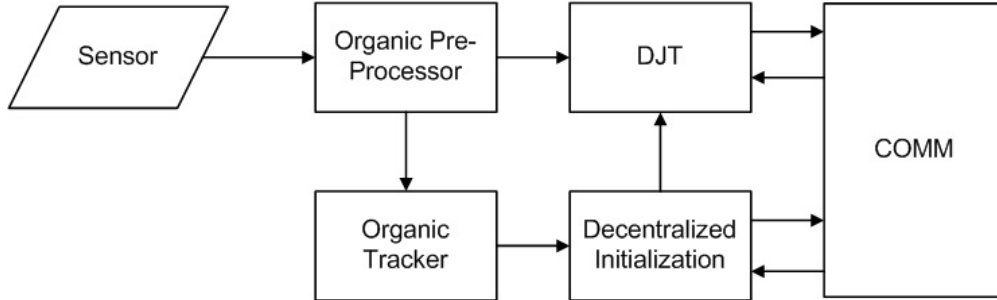 Sensor
Organic Pre-
Processor
DJT
COMM
Organic
Tracker
Decentralized
Initialization